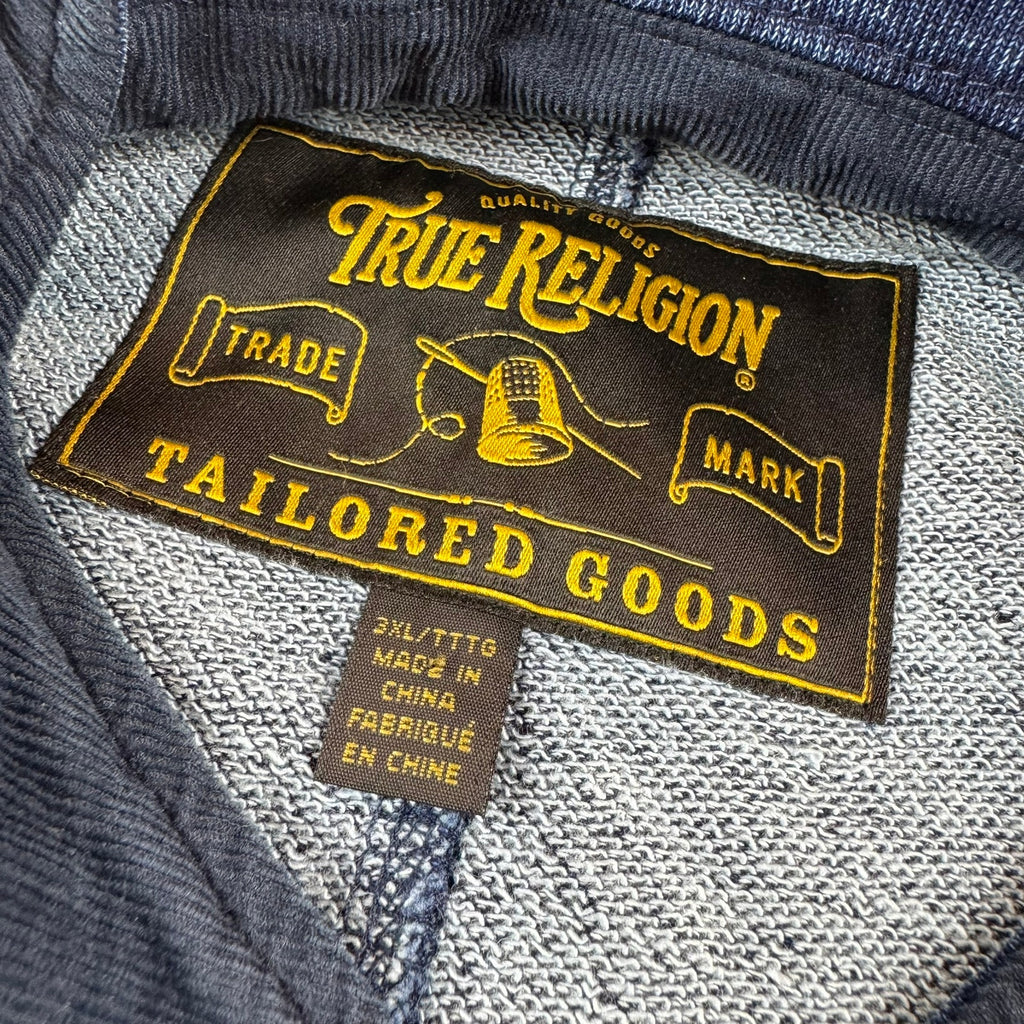 QUALITY GOODS
TRUE RELIGION®
TRADE
MARK
TAILORED GOODS
3XL/TTTG
MADE IN
CHINA
FABRIQUÉ
EN CHINE